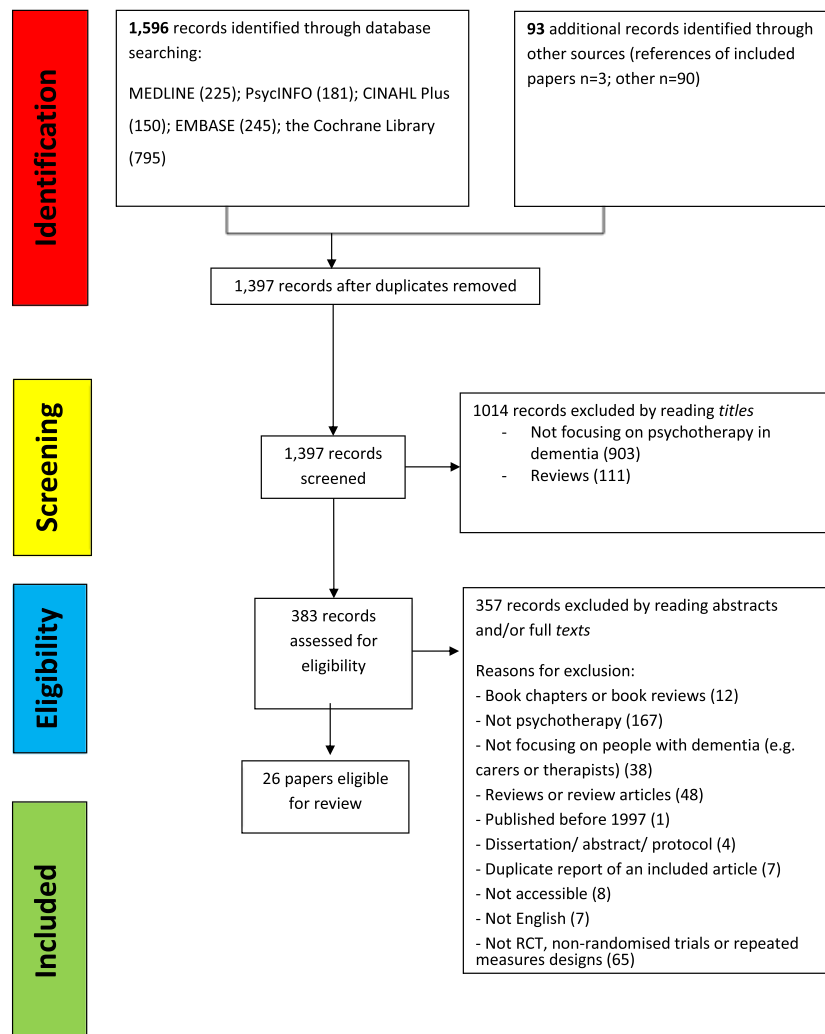 Identification
1,596 records identified through database
searching:
MEDLINE (225); PsycINFO (181); CINAHL Plus
(150); EMBASE (245); the Cochrane Library
(795)
93 additional records identified through
other sources (references of included
papers n=3; other n=90)
1,397 records after duplicates removed
Screening
1,397 records
screened
1014 records excluded by reading titles
- Not focusing on psychotherapy in
dementia (903)
- Reviews (111)
Eligibility
383 records
assessed for
eligibility
357 records excluded by reading abstracts
and/or full texts
Reasons for exclusion:
- Book chapters or book reviews (12)
- Not psychotherapy (167)
- Not focusing on people with dementia (e.g.
carers or therapists) (38)
- Reviews or review articles (48)
- Published before 1997 (1)
- Dissertation/ abstract/ protocol (4)
- Duplicate report of an included article (7)
- Not accessible (8)
- Not English (7)
- Not RCT, non-randomised trials or repeated
measures designs (65)
26 papers eligible
for review
Included